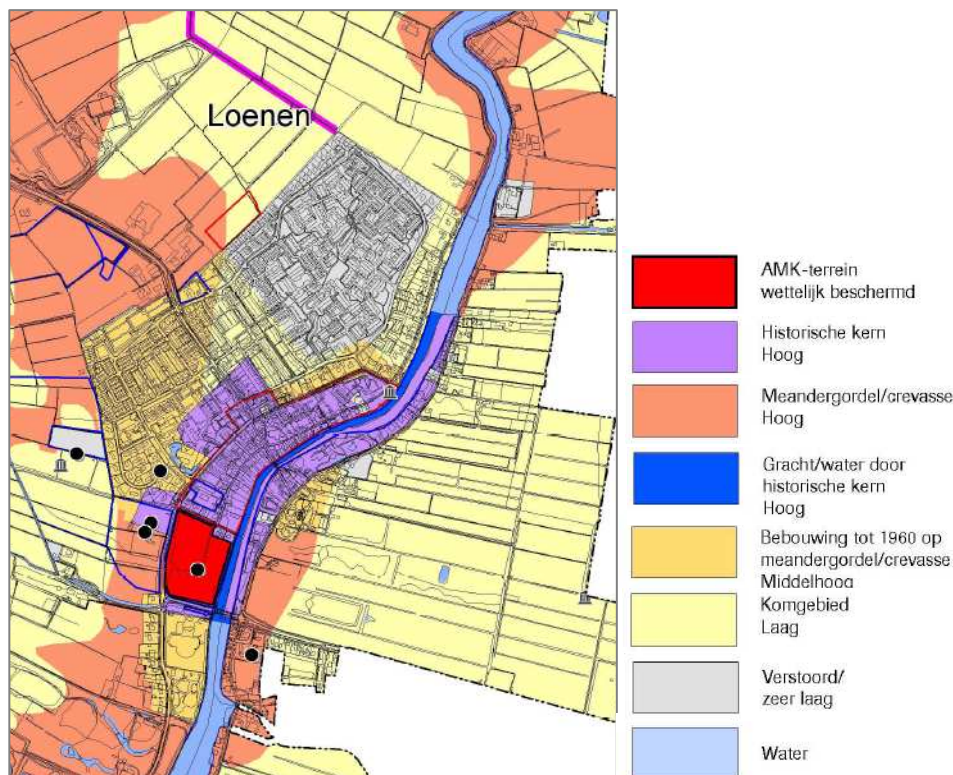 Loenen
AMK-terrein
wettelijk beschermd
Historische kern
Hoog
Meandergordel/crevasse
Hoog
Gracht/water door
historische kern
Hoog
Bebouwing tot 1960 op
meandergordel/crevasse
Middelhoog
Komgebied
Laag
Verstoord/
zeer laag
Water